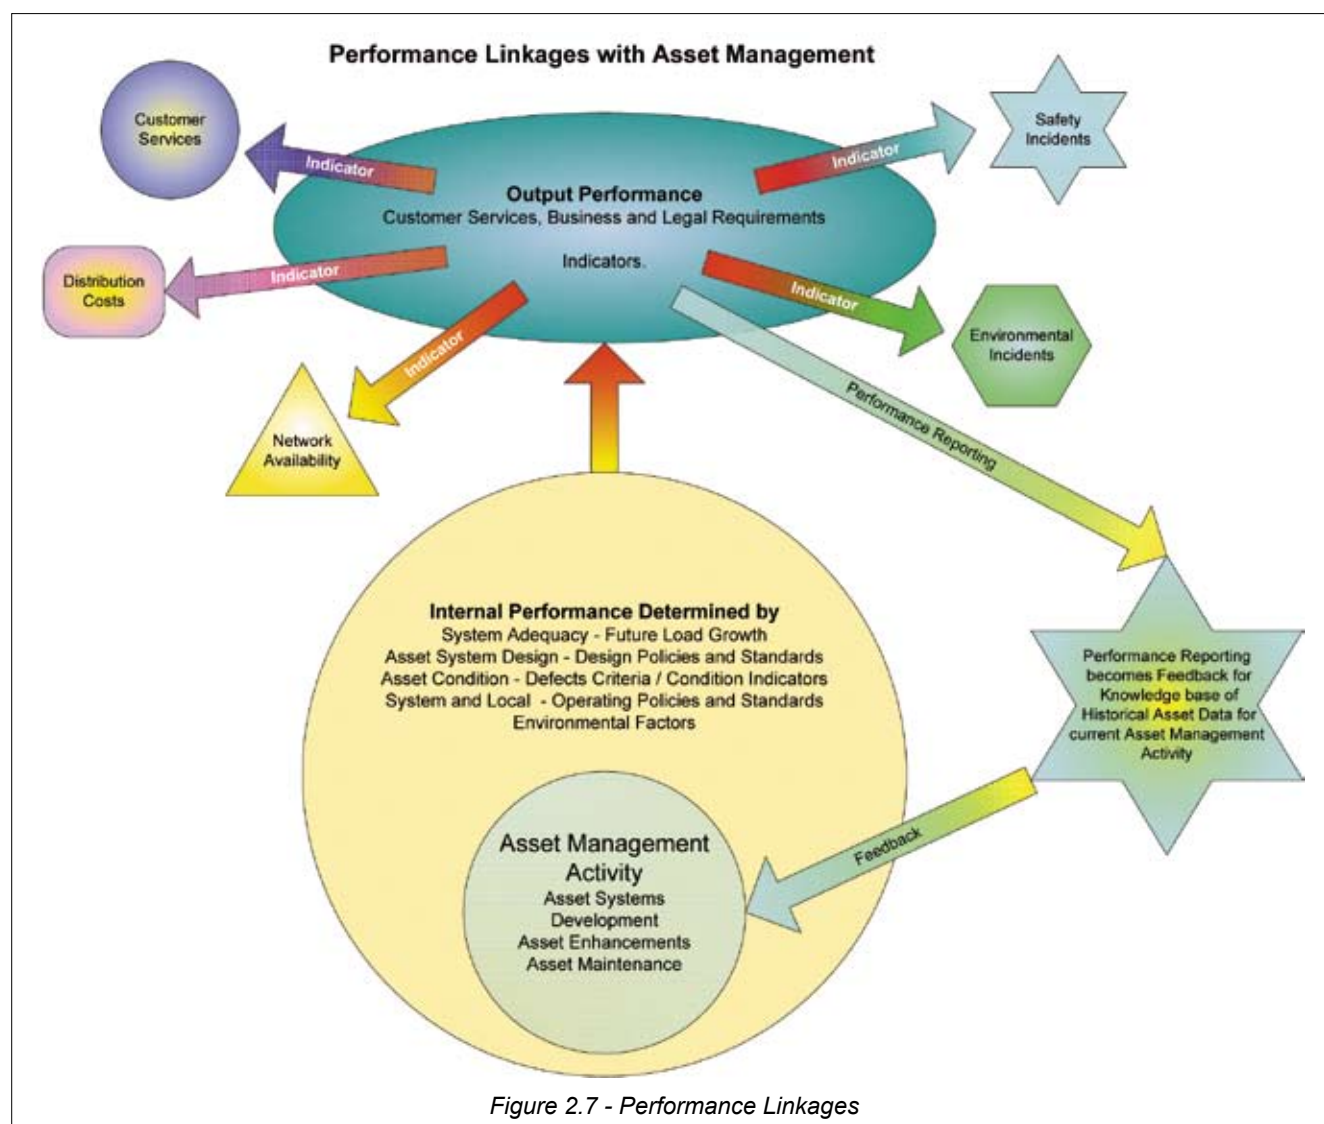 Performance Linkages with Asset Management
Customer
Services
Indicator
Indicator
Safety
Incidents
Output Performance
Customer Services, Business and Legal Requirements
Indicators.
Distribution
Costs
Indicator
Indicator
Environmental
Incidents
Indicator
Network
Availability
Performance Reporting
Internal Performance Determined by
System Adequacy - Future Load Growth
Asset System Design - Design Policies and Standards
Asset Condition - Defects Criteria / Condition Indicators
System and Local - Operating Policies and Standards
Environmental Factors
Performance Reporting
becomes Feedback for
Knowledge base of
Historical Asset Data for
current Asset Management
Activity
Feedback
Asset Management
Activity
Asset Systems
Development
Asset Enhancements
Asset Maintenance
Figure 2.7 - Performance Linkages